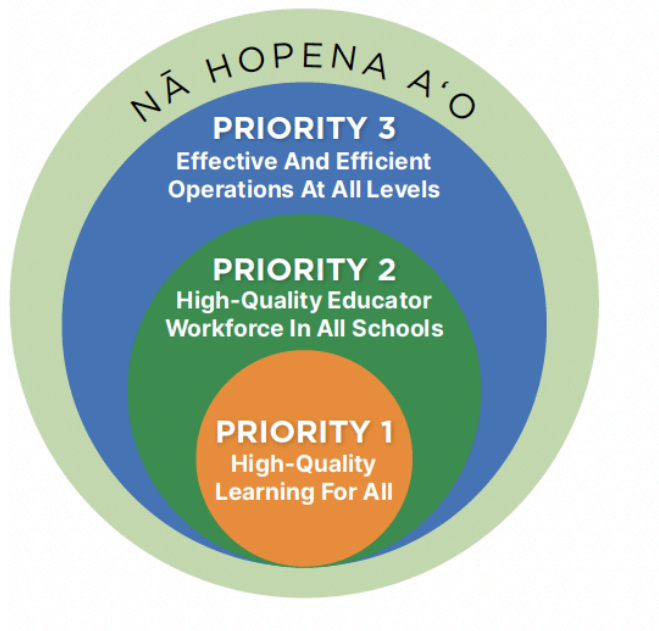 NĀ HOPENA AʻO
PRIORITY 3
Effective And Efficient
Operations At All Levels
PRIORITY 2
High-Quality Educator
Workforce In All Schools
PRIORITY 1
High-Quality
Learning For All